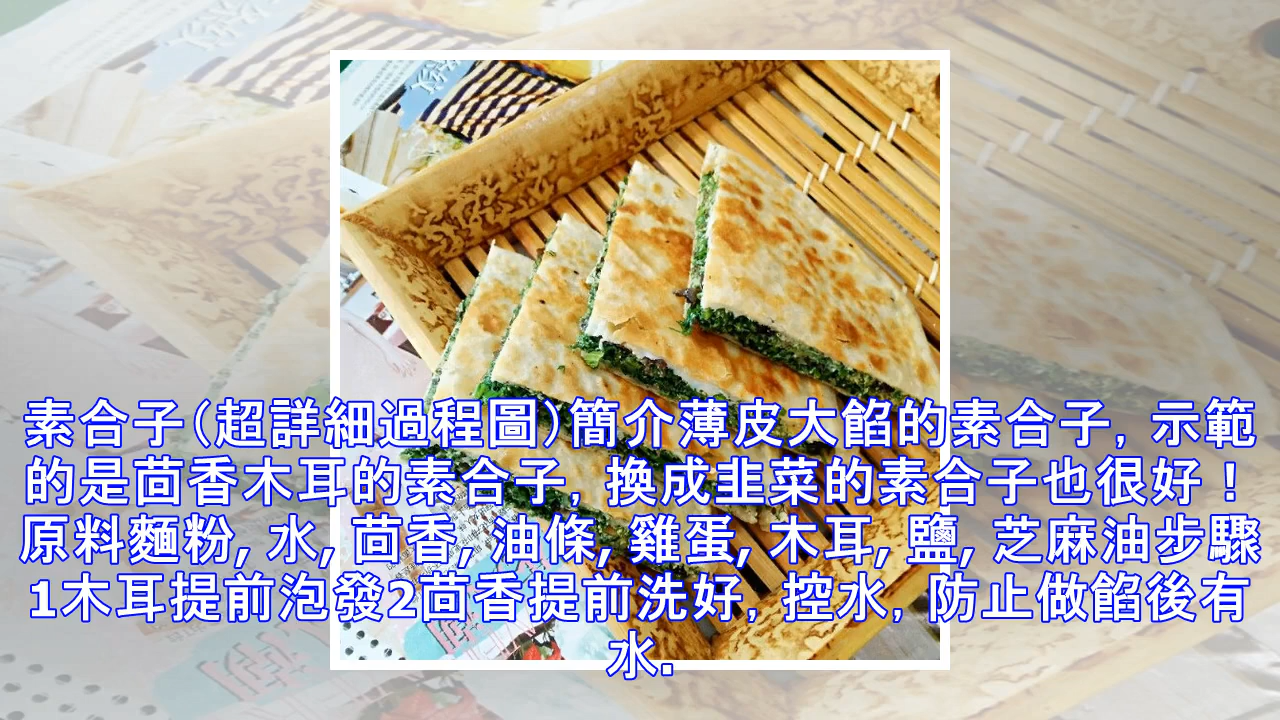 素合子(超詳細過程圖)簡介薄皮大餡的素合子, 示範
的是茴香木耳的素合子, 換成韭菜的素合子也很好！
原料麵粉, 水, 茴香, 油條, 雞蛋, 木耳, 鹽, 芝麻油步驟
1木耳提前泡發2茴香提前洗好, 控水, 防止做餡後有
水.